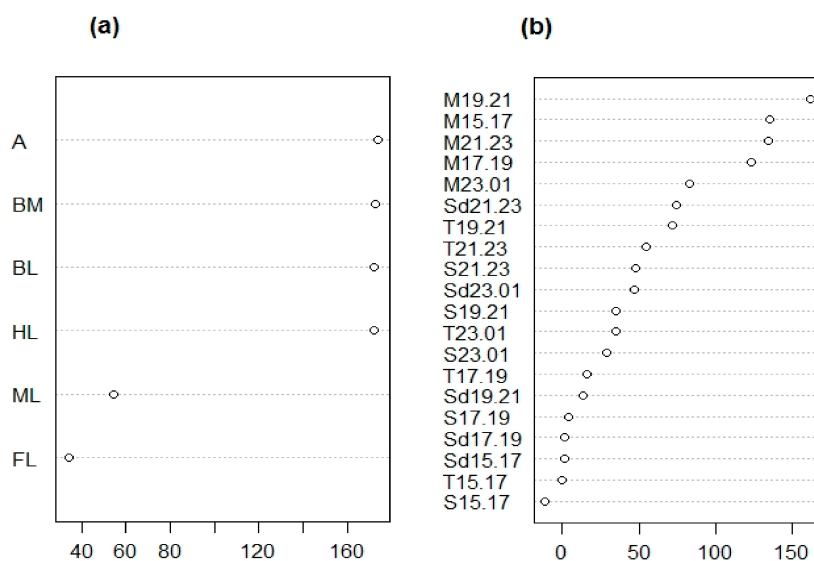 (a)
A
BM
BL
HL
ML
FL
40 60 80 120 160
(b)
M19.21
M15.17
M21.23
M17.19
M23.01
Sd21.23
T19.21
T21.23
S21.23
Sd23.01
S19.21
T23.01
S23.01
T17.19
Sd19.21
S17.19
Sd17.19
Sd15.17
T15.17
S15.17
0 50 100 150